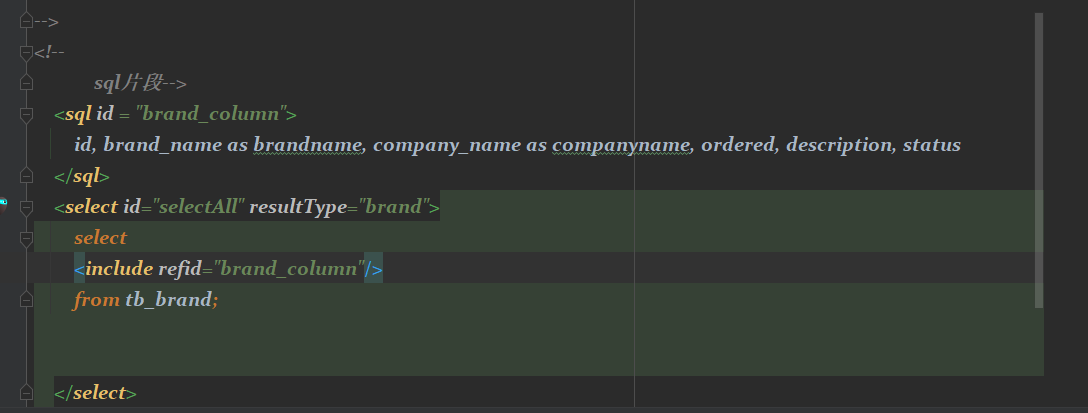 -->
<!--
sql片段-->
<sql id = "brand_column">
id, brand_name as brandname, company_name as companyname, ordered, description, status
</sql>
<select id="selectAll" resultType="brand">
select
<include refid="brand_column"/>
from tb_brand;
</select>